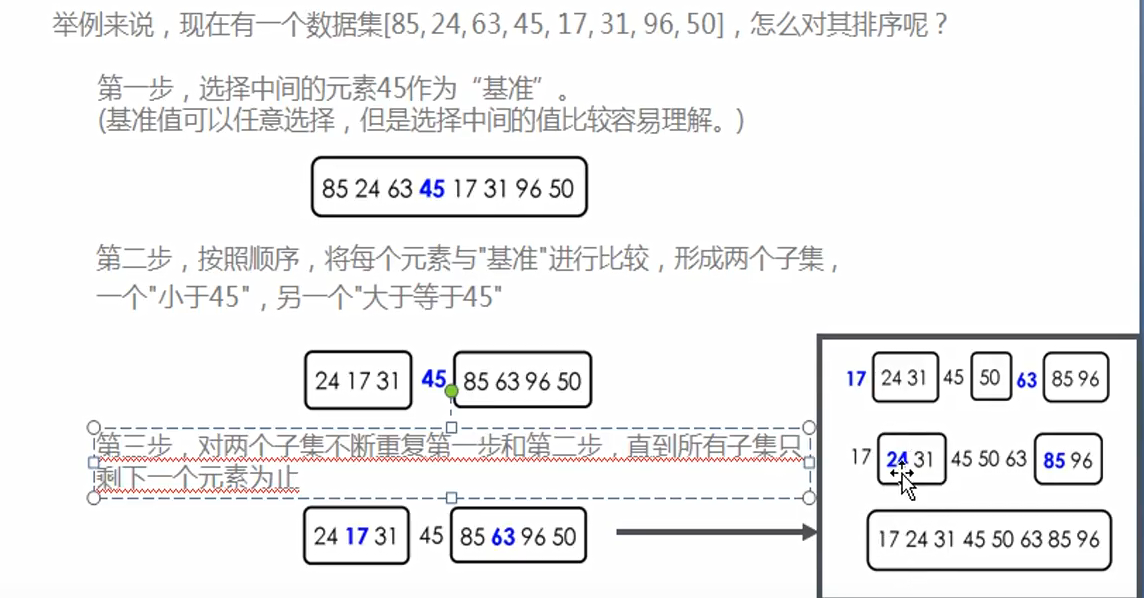 举例来说，现在有一个数据集[85, 24, 63, 45, 17, 31, 96, 50]，怎么对其排序呢？
第一步，选择中间的元素45作为“基准”。
(基准值可以任意选择，但是选择中间的值比较容易理解。)
85 24 63 45 17 31 96 50
第二步，按照顺序，将每个元素与"基准"进行比较，形成两个子集，
一个"小于45"，另一个"大于等于45"
24 17 31 45 85 63 96 50
第三步，对两个子集不断重复第一步和第二步，直到所有子集只
剩下一个元素为止
24 17 31 45 85 63 96 50
17 24 31 45 50 63 85 96
17 24 31 45 50 63 85 96
17 24 31 45 50 63 85 96